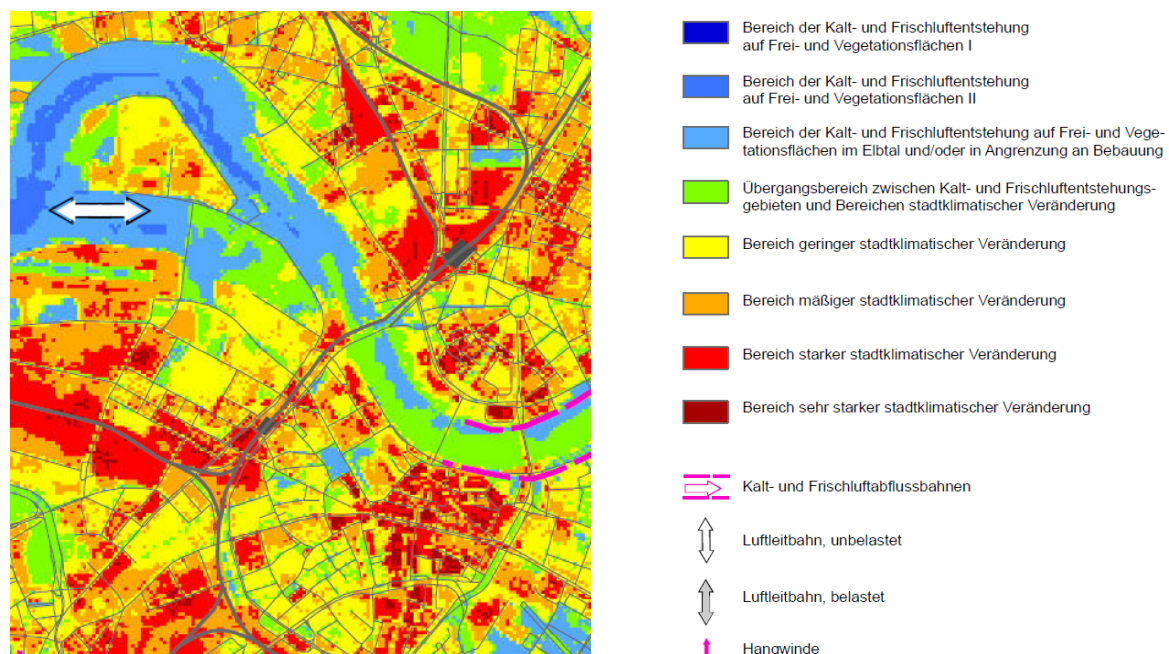 Bereich der Kalt- und Frischluftentstehung
auf Frei- und Vegetationsflächen I
Bereich der Kalt- und Frischluftentstehung
auf Frei- und Vegetationsflächen II
Bereich der Kalt- und Frischluftentstehung auf Frei- und Vege-
tationsflächen im Elbtal und/oder in Angrenzung an Bebauung
Übergangsbereich zwischen Kalt- und Frischluftentstehungs-
gebieten und Bereichen stadtklimatischer Veränderung
Bereich geringer stadtklimatischer Veränderung
Bereich mäßiger stadtklimatischer Veränderung
Bereich starker stadtklimatischer Veränderung
Bereich sehr starker stadtklimatischer Veränderung
Kalt- und Frischluftabflussbahnen
Luftleitbahn, unbelastet
Luftleitbahn, belastet
Hangwinde